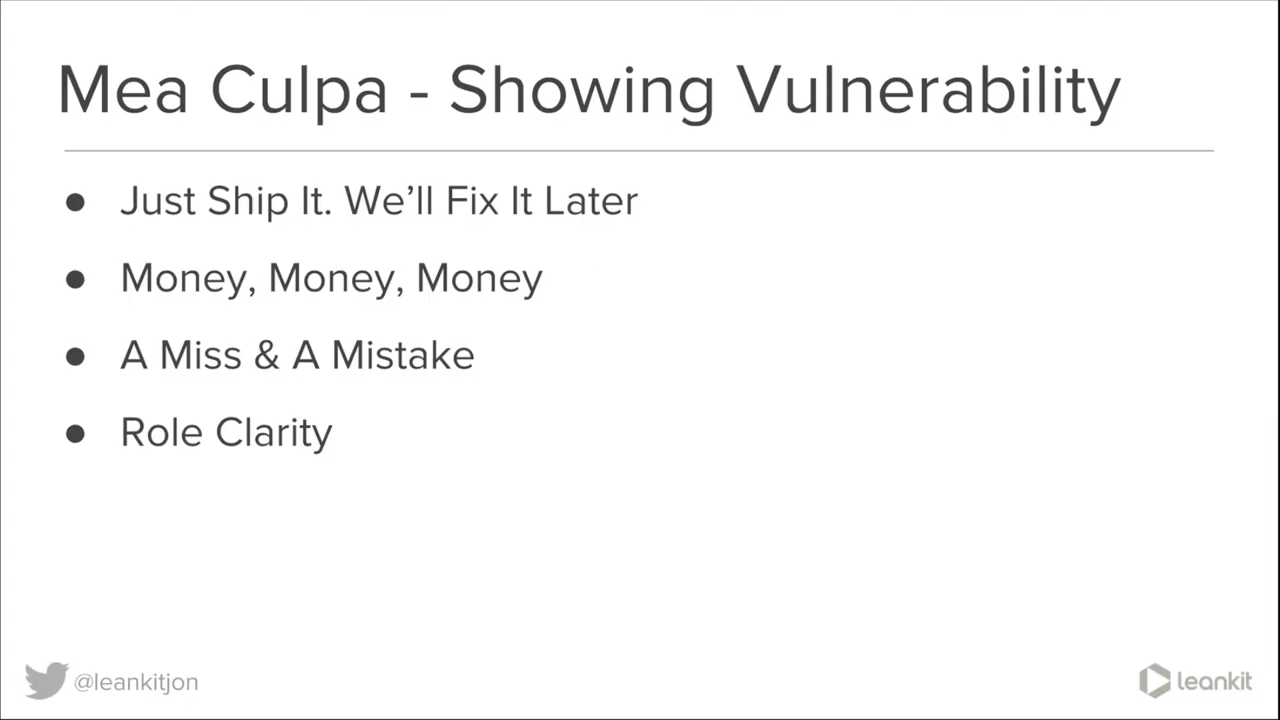 Mea Culpa - Showing Vulnerability
● Just Ship It. We’ll Fix It Later
● Money, Money, Money
● A Miss & A Mistake
● Role Clarity
@leankitjon
leankit